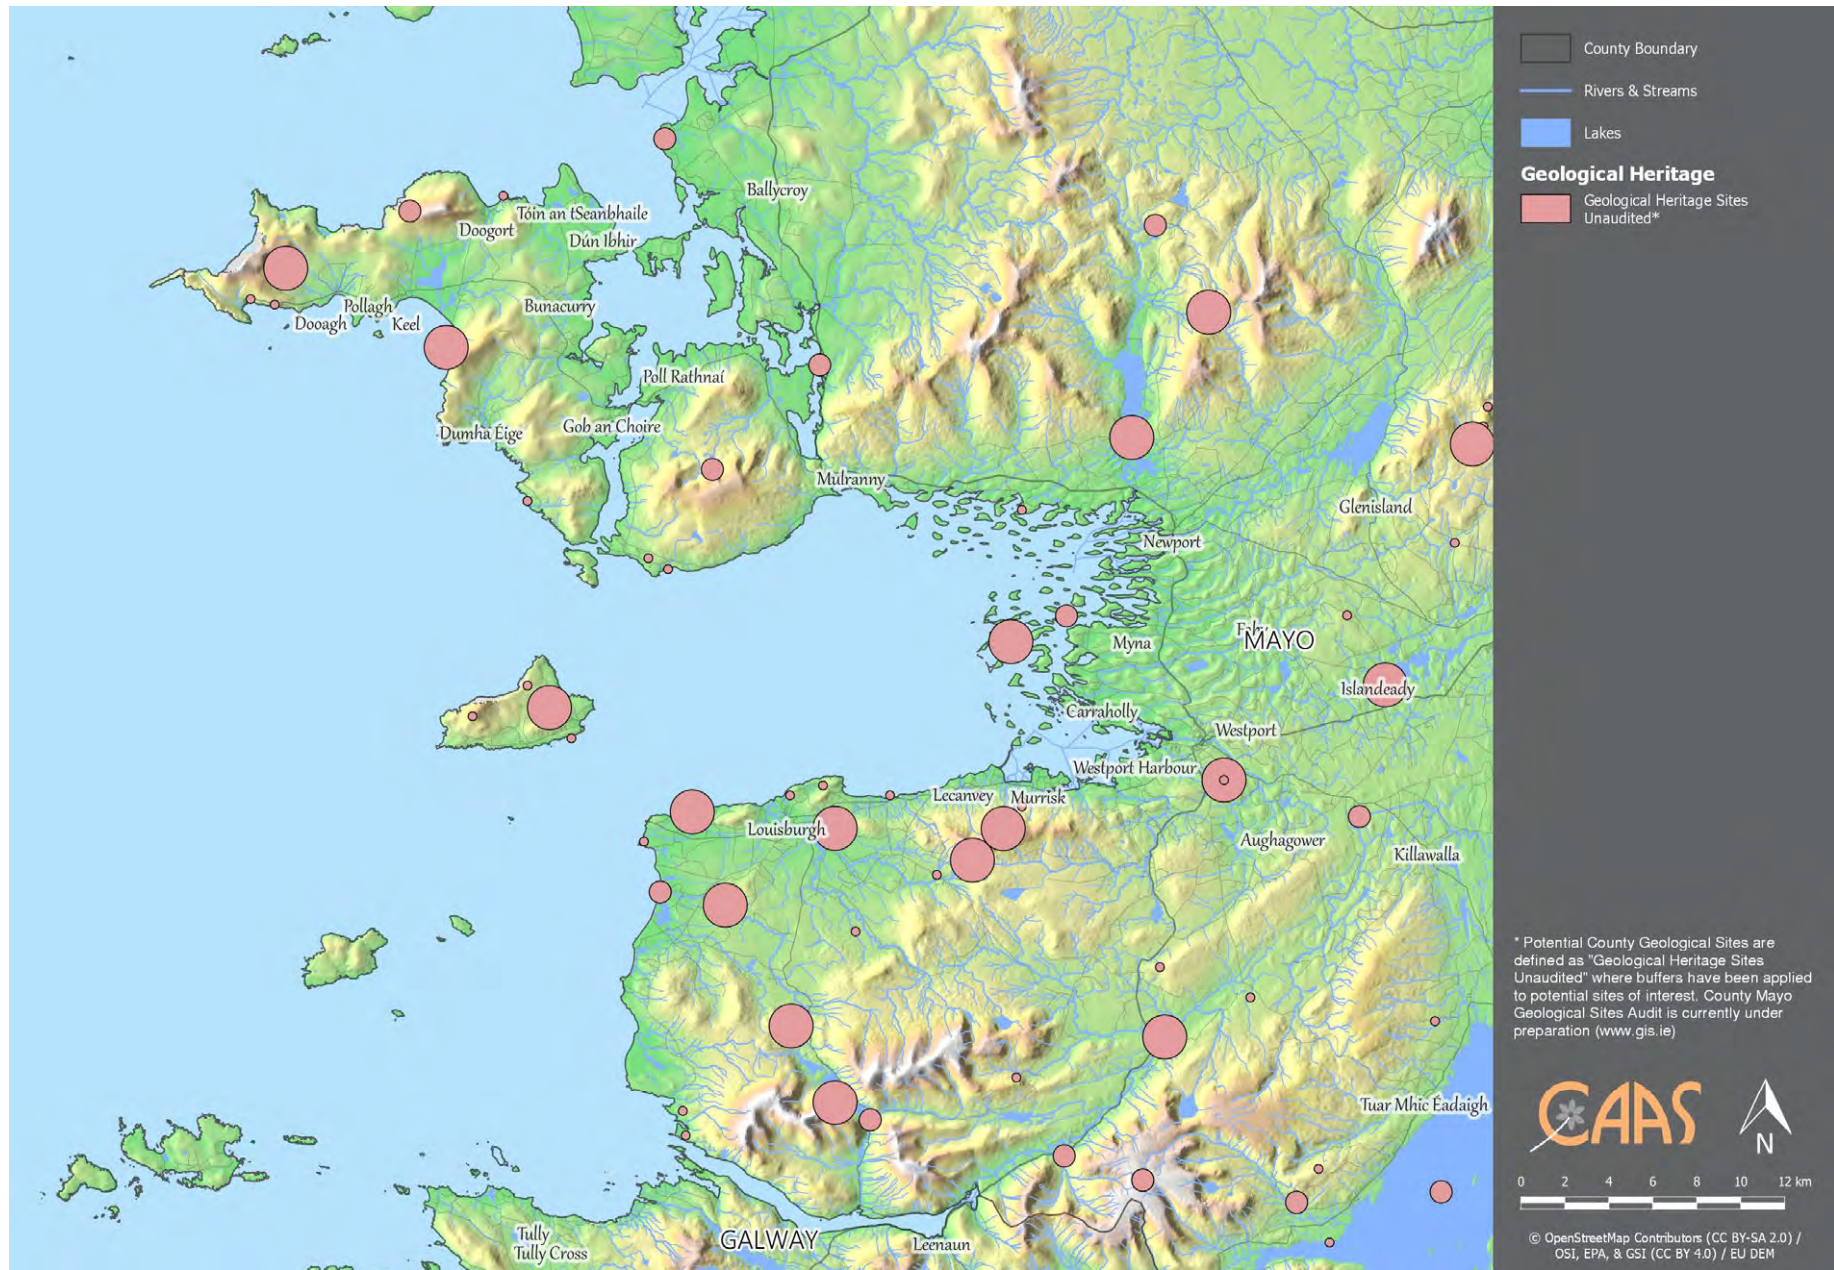 Ballycroy
Tóin an tSeanbhaile
Doogort
Dún Ibhir
Bunacurry
Pollagh
Dooagh
Keel
Poll Rathnaí
Gob an Choire
Dumha Éige
Mulranny
Glenisland
Newport
Myna
MAYO
Islandeady
Carraholly
Westport
Westport Harbour
Lecanvey
Murrisk
Louisburgh
Aughagower
Killawalla
Tuar Mhic Éadaigh
Tully
Tully Cross
GALWAY
Leenaun
County Boundary
Rivers & Streams
Lakes
Geological Heritage
Geological Heritage Sites
Unaudited*
* Potential County Geological Sites are
defined as "Geological Heritage Sites
Unaudited" where buffers have been applied
to potential sites of interest. County Mayo
Geological Sites Audit is currently under
preparation (www.gis.ie)
CAAS
N
0 2 4 6 8 10 12 km
© OpenStreetMap Contributors (CC BY-SA 2.0) /
OSI, EPA, & GSI (CC BY 4.0) / EU DEM